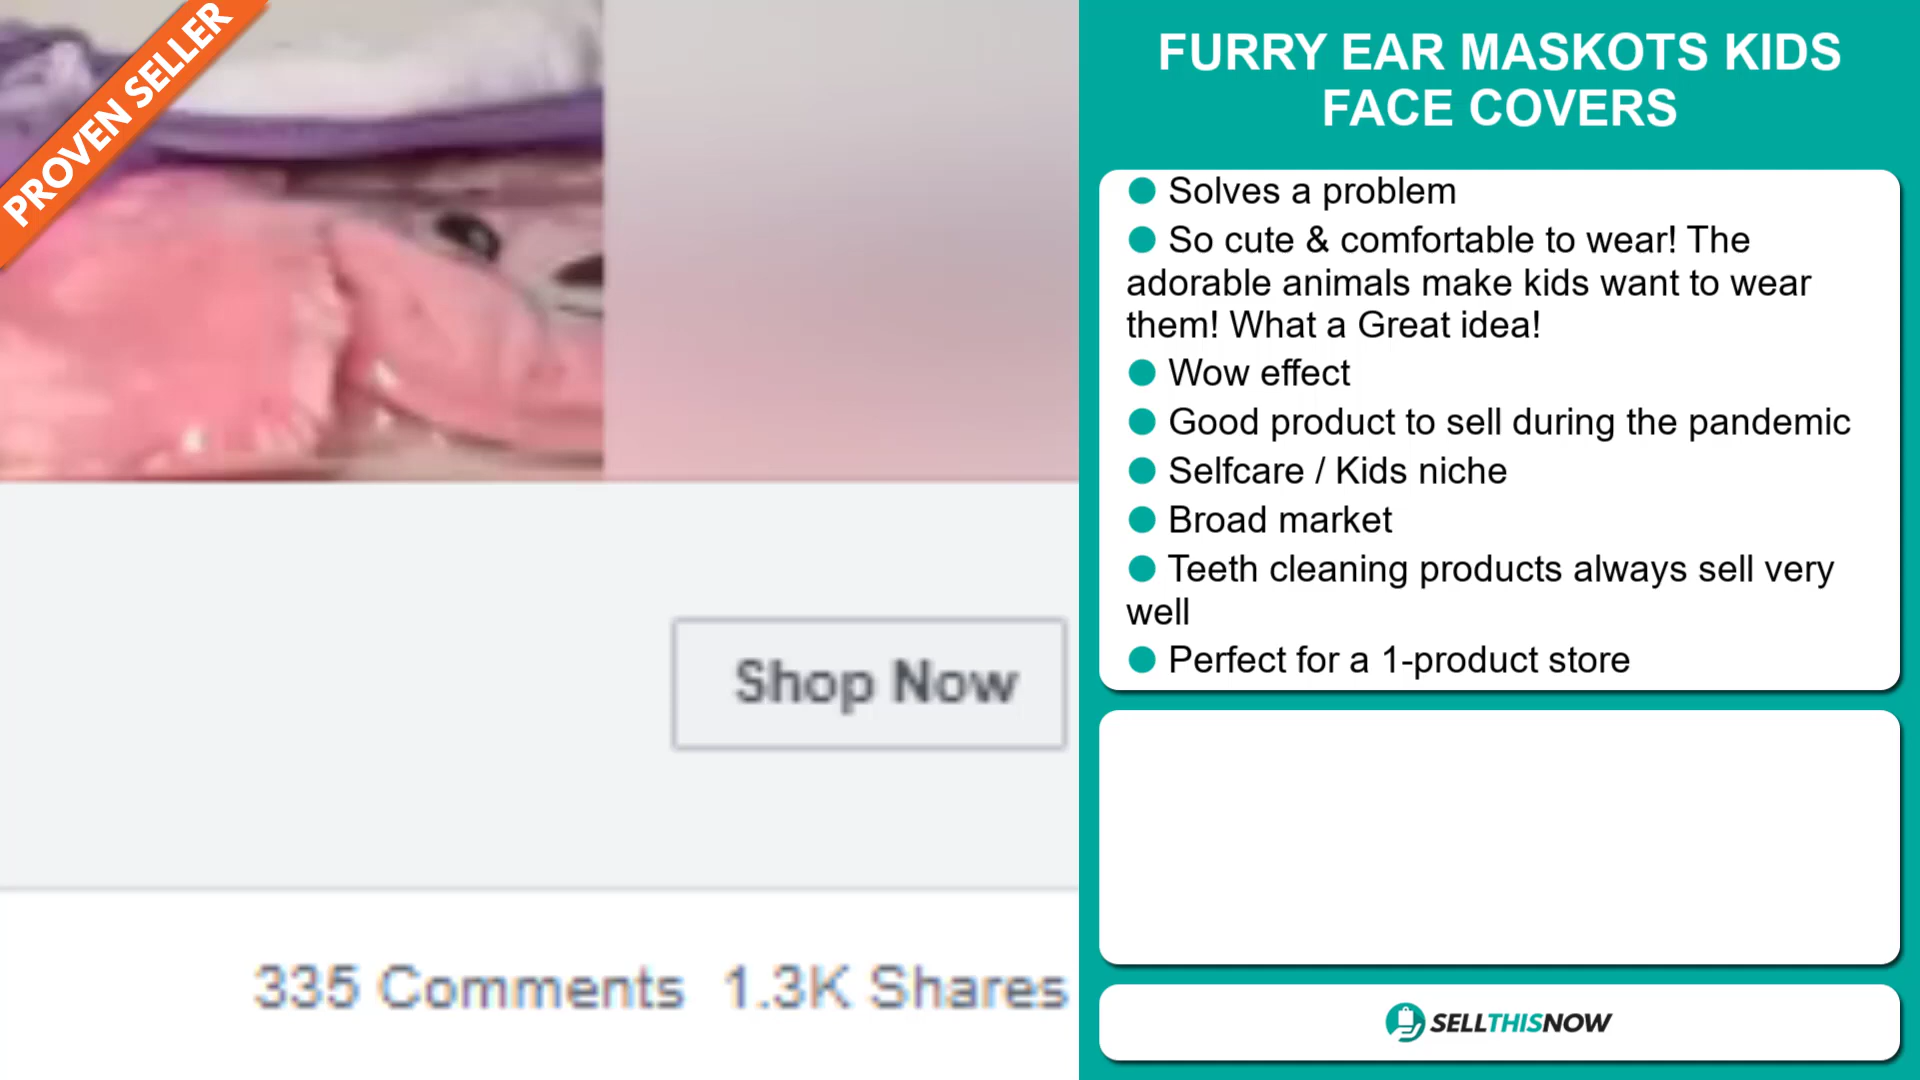 PROVEN SELLER
Shop Now
335 Comments 1.3K Shares
FURRY EAR MASKOTS KIDS
FACE COVERS
● Solves a problem
● So cute & comfortable to wear! The
adorable animals make kids want to wear
them! What a Great idea!
● Wow effect
● Good product to sell during the pandemic
● Selfcare / Kids niche
● Broad market
● Teeth cleaning products always sell very
well
● Perfect for a 1-product store
SELLTHISNOW